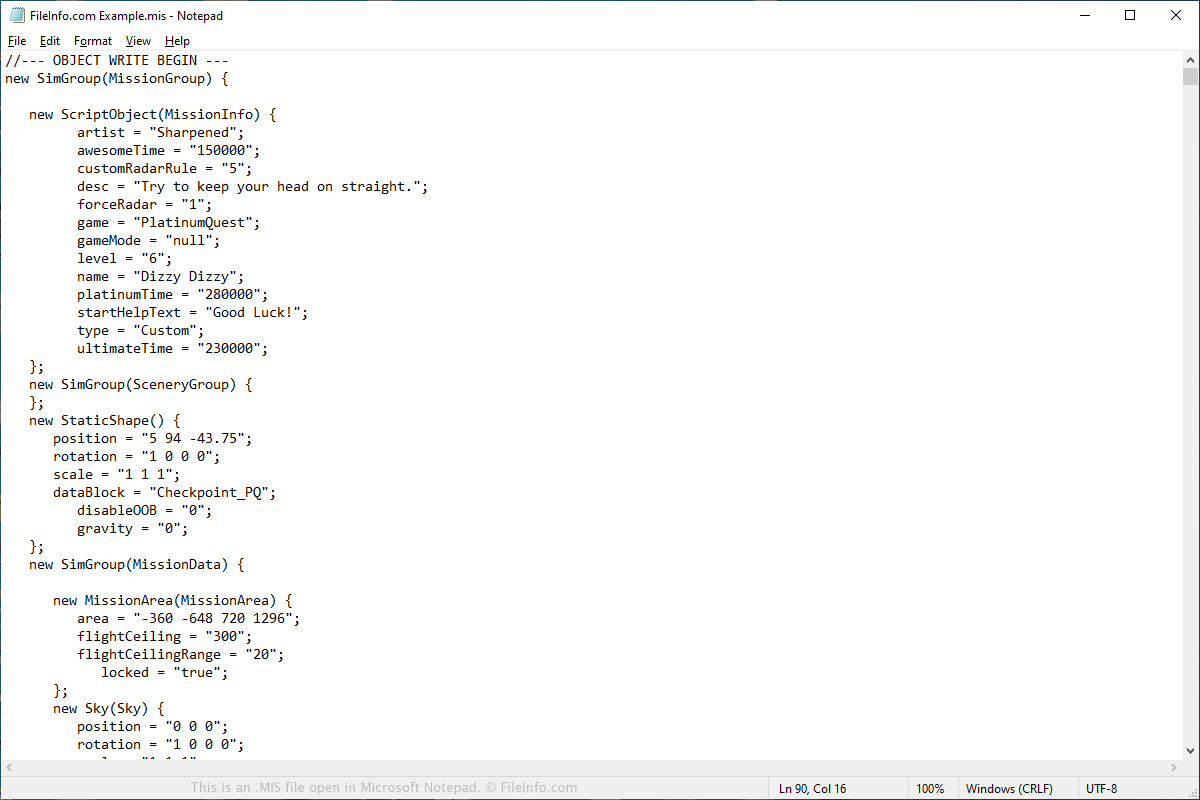 FileInfo.com Example.mis - Notepad
File Edit Format View Help
//--- OBJECT WRITE BEGIN ---
new SimGroup(MissionGroup) {
new ScriptObject(MissionInfo) {
artist = "Sharpened";
awesomeTime = "150000";
customRadarRule = "5";
desc = "Try to keep your head on straight.";
forceRadar = "1";
game = "PlatinumQuest";
gameMode = "null";
level = "6";
name = "Dizzy Dizzy";
platinumTime = "280000";
startHelpText = "Good Luck!";
type = "Custom";
ultimateTime = "230000";
};
new SimGroup(SceneryGroup) {
};
new StaticShape() {
position = "5 94 -43.75";
rotation = "1 0 0 0";
scale = "1 1 1";
dataBlock = "Checkpoint_PQ";
disableOOB = "0";
gravity = "0";
};
new SimGroup(MissionData) {
new MissionArea(MissionArea) {
area = "-360 -648 720 1296";
flightCeiling = "300";
flightCeilingRange = "20";
locked = "true";
};
new Sky(Sky) {
position = "0 0 0";
rotation = "1 0 0 0";
This is an .MIS file open in Microsoft Notepad. © FileInfo.com
Ln 90, Col 16 100% Windows (CRLF) UTF-8